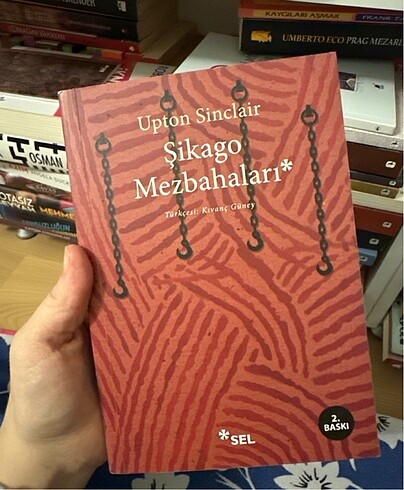 KAYGILARI AŞMAK
UMBERTO ECO PRAG MEZARL
OSMAN
Upton Sinclair
Şikago
Mezbahaları*
Türkçesi: Kıvanç Güney
2.
BASKI
*SEL